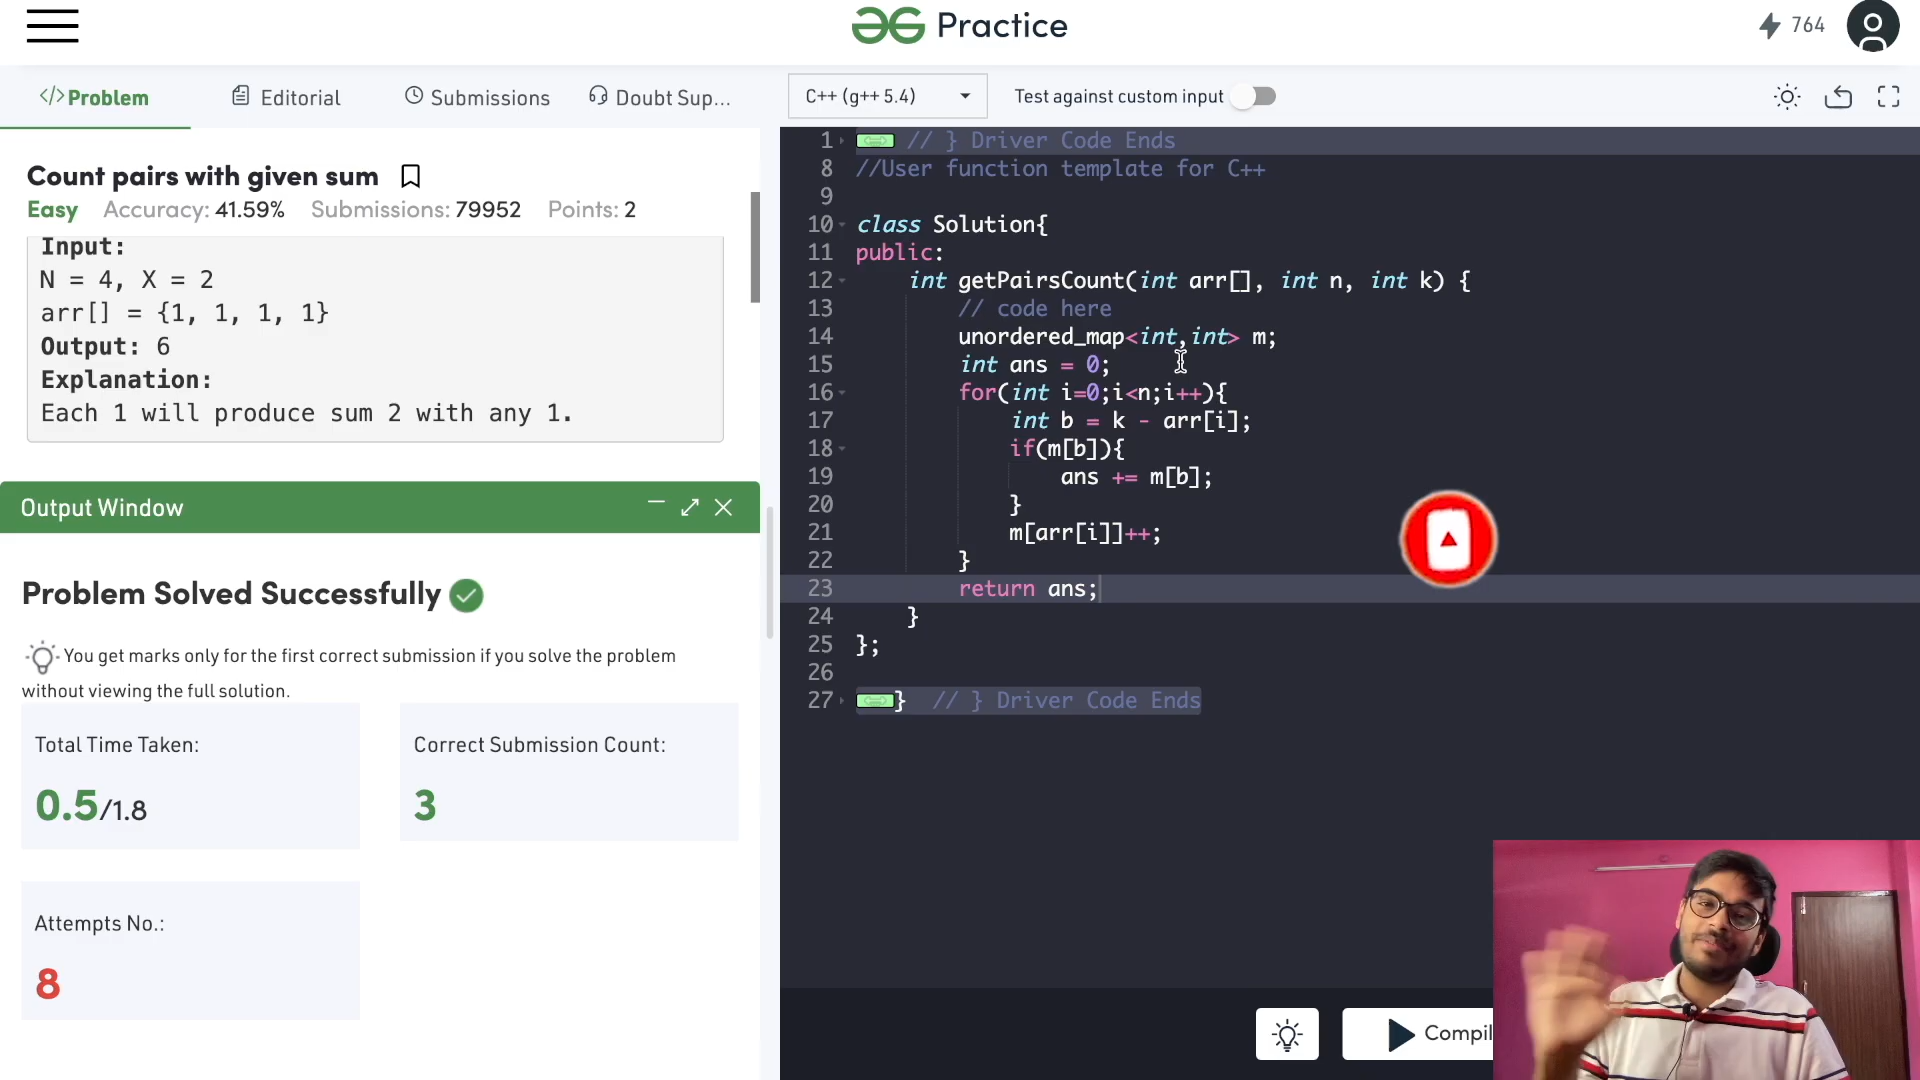 Practice
764
</>Problem
Editorial
Submissions
Doubt Sup...
C++ (g++ 5.4)
Test against custom input
Count pairs with given sum
Easy Accuracy: 41.59% Submissions: 79952 Points: 2
Input:
N = 4, X = 2
arr[] = {1, 1, 1, 1}
Output: 6
Explanation:
Each 1 will produce sum 2 with any 1.
Output Window
Problem Solved Successfully
You get marks only for the first correct submission if you solve the problem
without viewing the full solution.
Total Time Taken:
0.5/1.8
Correct Submission Count:
3
Attempts No.:
8
1 // } Driver Code Ends
8 //User function template for C++
9
10 class Solution{
11 public:
12 int getPairsCount(int arr[], int n, int k) {
13 // code here
14 unordered_map<int,int> m;
15 int ans = 0;
16 for(int i=0;i<n;i++){
17 int b = k - arr[i];
18 if(m[b]){
19 ans += m[b];
20 }
21 m[arr[i]]++;
22 }
23 return ans;
24 }
25 };
26
27 } // } Driver Code Ends
Compil